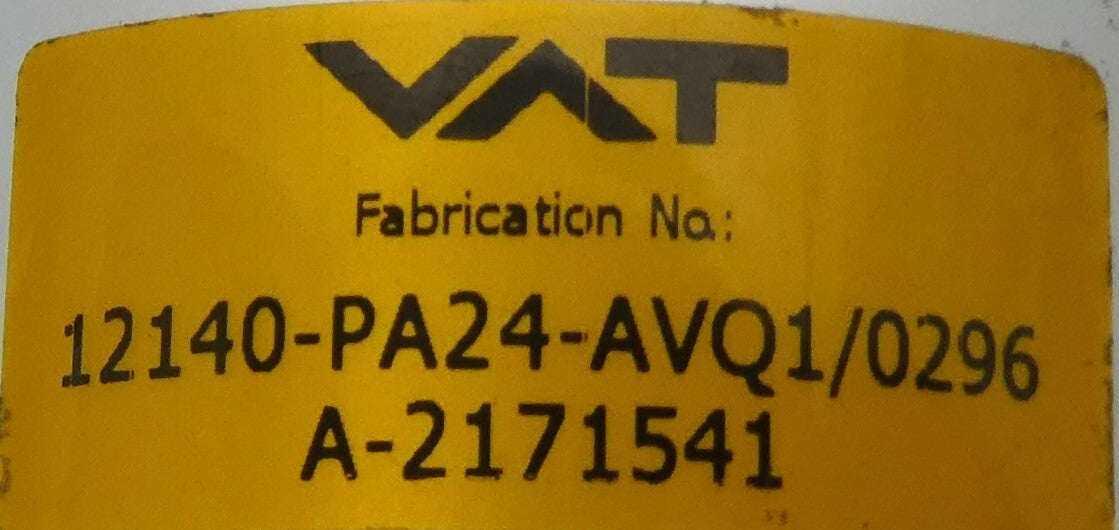 VAT
Fabrication No.:
12140-PA24-AVQ1/0296
A-2171541